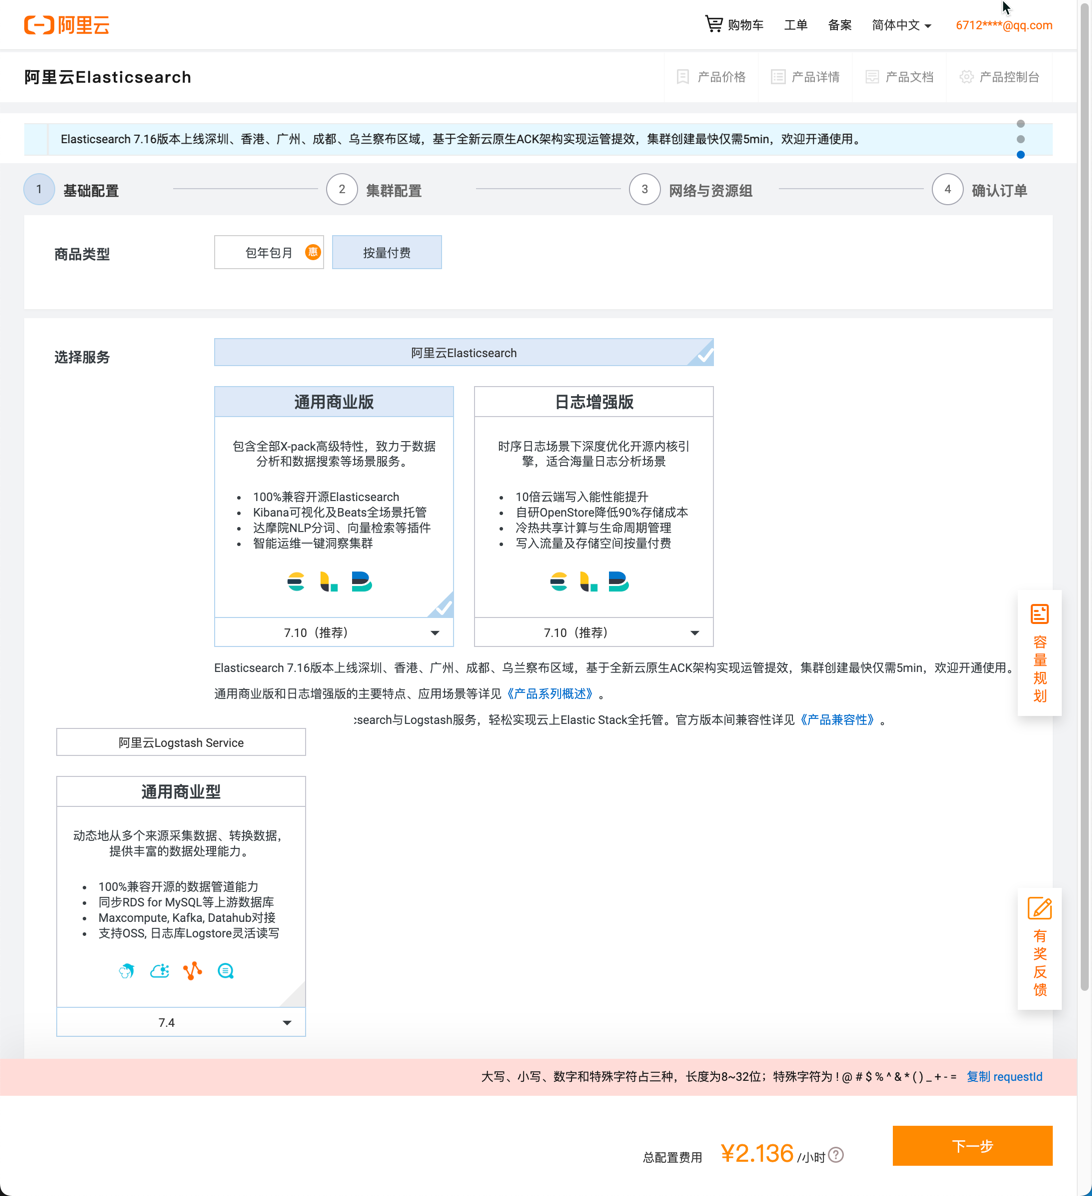 阿里云
购物车
工单
备案
简体中文
6712****@qq.com
阿里云Elasticsearch
产品价格
产品详情
产品文档
产品控制台
Elasticsearch 7.16版本上线深圳、香港、广州、成都、乌兰察布区域，基于全新云原生ACK架构实现运管提效，集群创建最快仅需5min，欢迎开通使用。
1 基础配置
2 集群配置
3 网络与资源组
4 确认订单
商品类型
包年包月 惠
按量付费
选择服务
阿里云Elasticsearch
通用商业版
包含全部X-pack高级特性，致力于数据
分析和数据搜索等场景服务。
• 100%兼容开源Elasticsearch
• Kibana可视化及Beats全场景托管
• 达摩院NLP分词、向量检索等插件
• 智能运维一键洞察集群
7.10（推荐）
日志增强版
时序日志场景下深度优化开源内核引
擎，适合海量日志分析场景
• 10倍云端写入能性能提升
• 自研OpenStore降低90%存储成本
• 冷热共享计算与生命周期管理
• 写入流量及存储空间按量付费
7.10（推荐）
Elasticsearch 7.16版本上线深圳、香港、广州、成都、乌兰察布区域，基于全新云原生ACK架构实现运管提效，集群创建最快仅需5min，欢迎开通使用。
通用商业版和日志增强版的主要特点、应用场景等详见《产品系列概述》。
csearch与Logstash服务，轻松实现云上Elastic Stack全托管。官方版本间兼容性详见《产品兼容性》。
阿里云Logstash Service
通用商业型
动态地从多个来源采集数据、转换数据，
提供丰富的数据处理能力。
• 100%兼容开源的数据管道能力
• 同步RDS for MySQL等上游数据库
• Maxcompute, Kafka, Datahub对接
• 支持OSS, 日志库Logstore灵活读写
7.4
容量规划
有奖反馈
大写、小写、数字和特殊字符占三种，长度为8~32位；特殊字符为 ! @ # $ % ^ & * ( ) _ + - = 复制 requestId
总配置费用 ¥2.136 /小时 ?
下一步